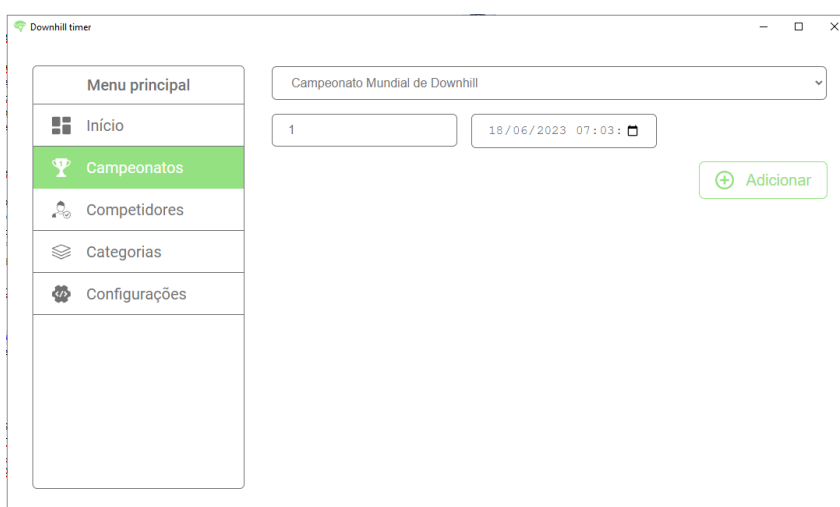 Downhill timer
Menu principal
Início
Campeonatos
Competidores
Categorias
Configurações
Campeonato Mundial de Downhill
1
18/06/2023 07:03:
Adicionar